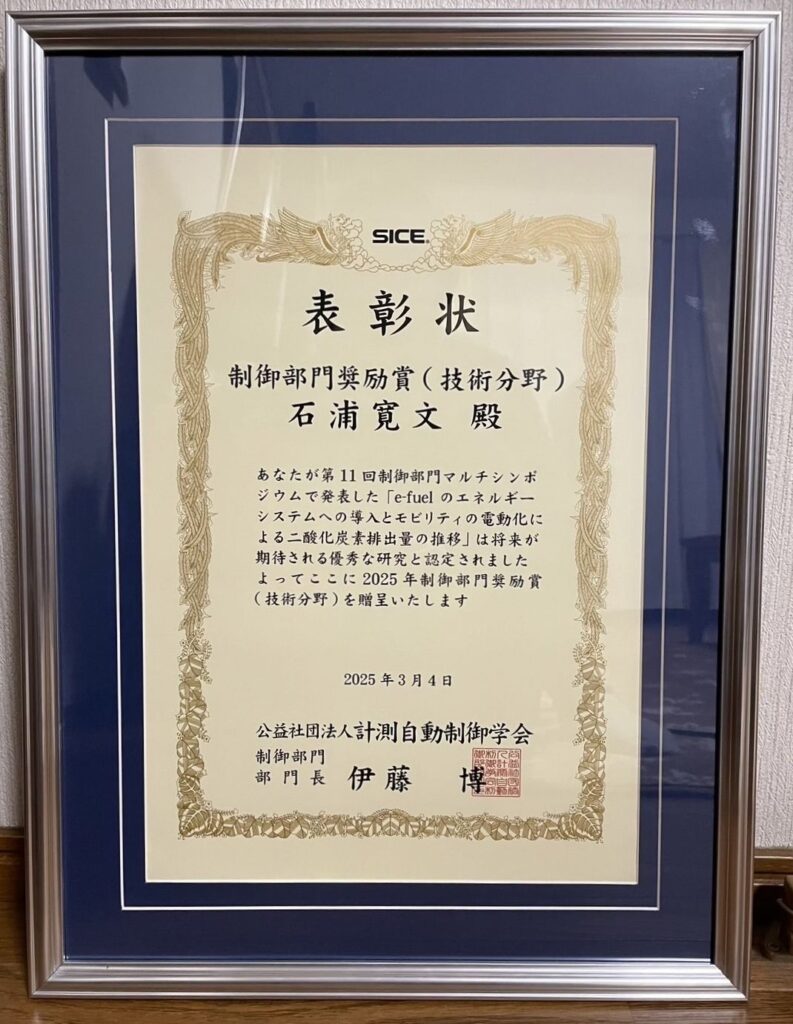 SICE®
表彰状
制御部門奨励賞(技術分野)
石浦寛文 殿
あなたが第11回制御部門マルチシンポ
ジウムで発表した「e-fuel のエネルギー
システムへの導入とモビリティの電動化に
よる二酸化炭素排出量の推移」は将来が
期待される優秀な研究と認定されました
よってここに2025年制御部門奨励賞
(技術分野)を贈呈いたします
2025年3月4日
公益社団法人計測自動制御学会
制御部門
部門長 伊藤 博